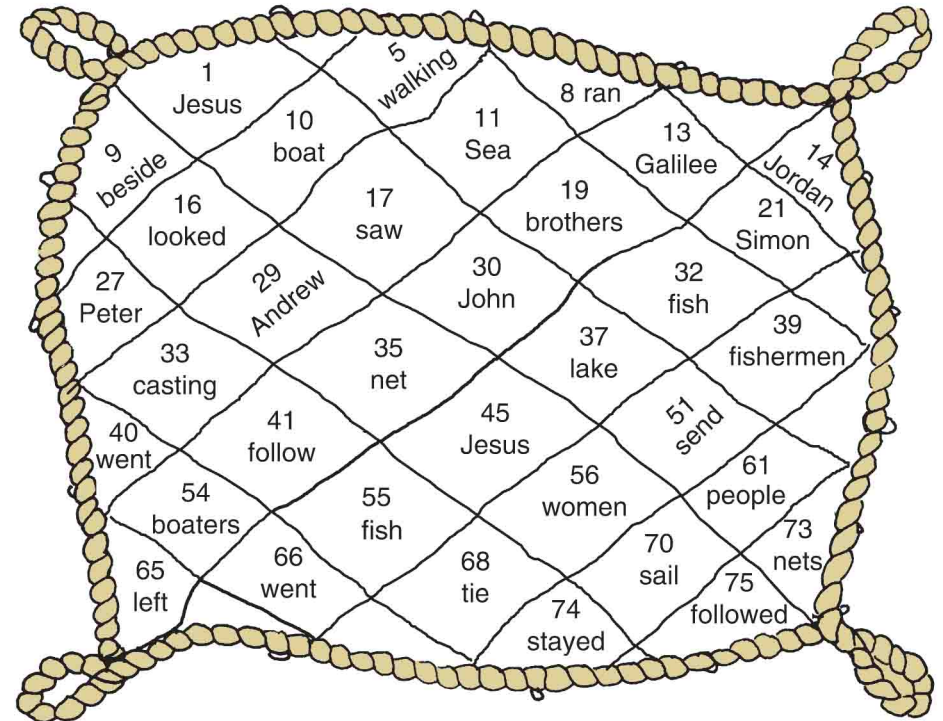 1
Jesus
5
walking
8 ran
9
beside
10
boat
11
Sea
13
Galilee
14
Jordan
16
looked
17
saw
19
brothers
21
Simon
27
Peter
29
Andrew
30
John
32
fish
33
casting
35
net
37
lake
39
fishermen
40
went
41
follow
45
Jesus
51
send
54
boaters
55
fish
56
women
61
people
65
left
66
went
68
tie
70
sail
73
nets
74
stayed
75
followed